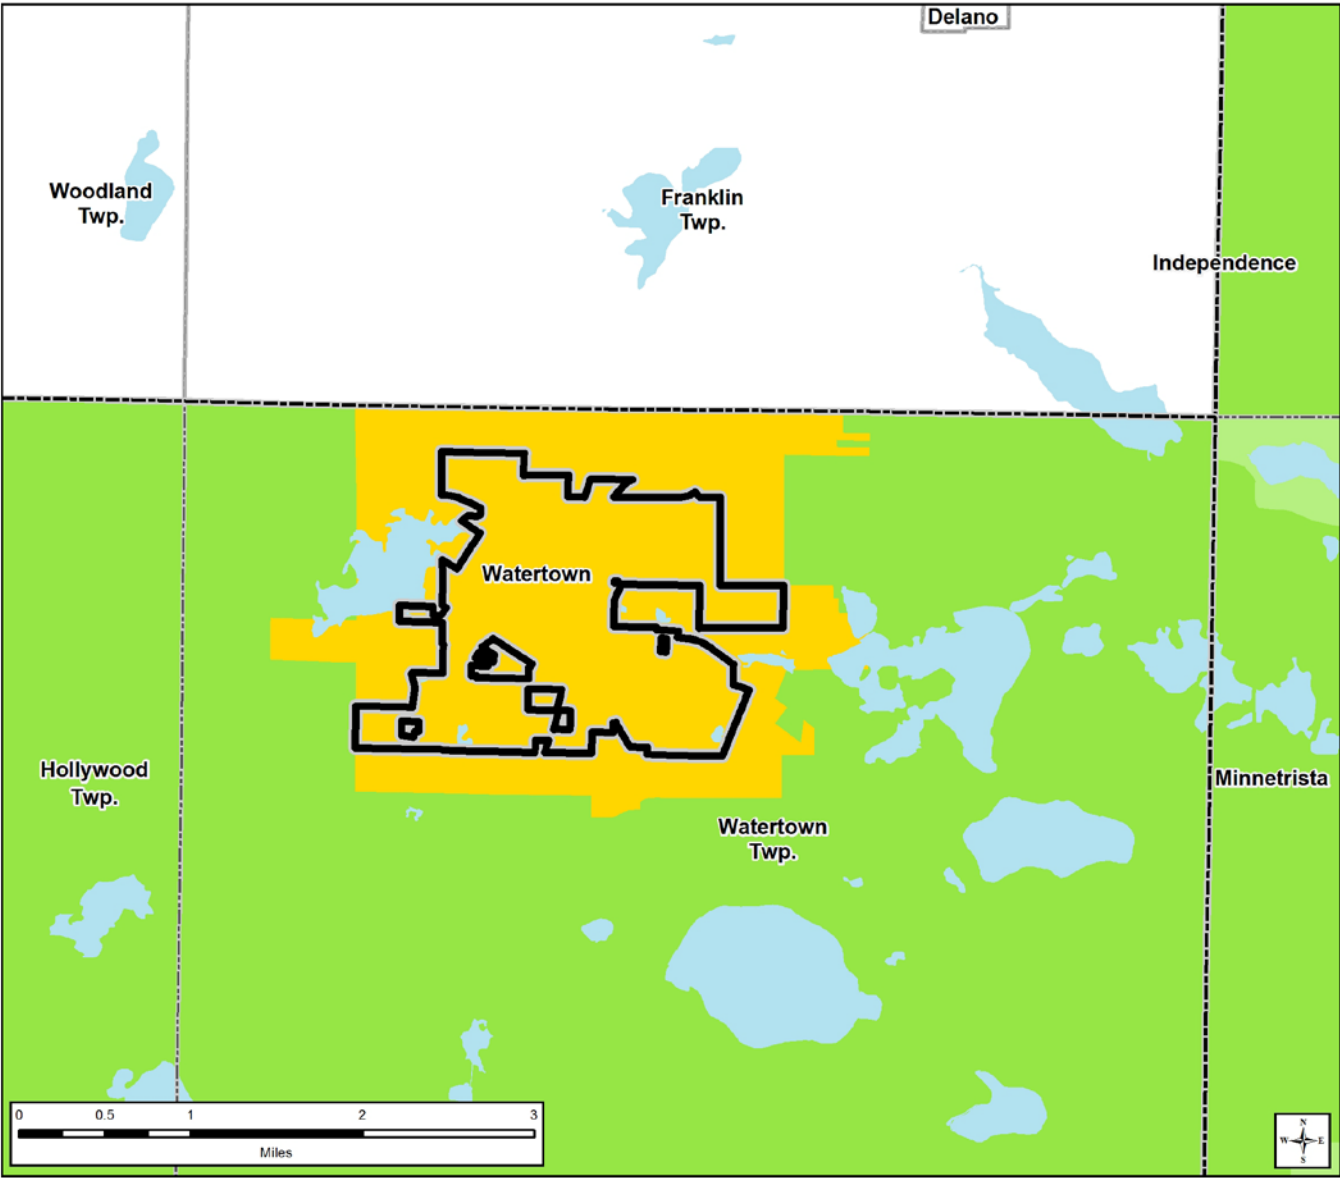 Delano
Woodland
Twp.
Franklin
Twp.
Independence
Watertown
Hollywood
Twp.
Minnetrista
Watertown
Twp.
0 0.5 1 2 3
Miles
N
W E
S